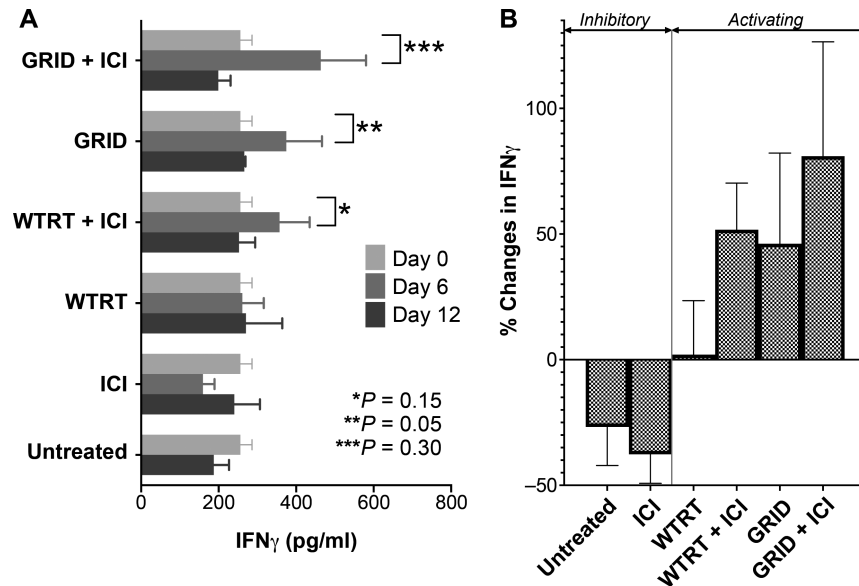 A
GRID + ICI
***
GRID
**
WTRT + ICI
*
WTRT
ICI
Untreated
Day 0
Day 6
Day 12
*P = 0.15
**P = 0.05
***P = 0.30
0 200 400 600 800
IFNγ (pg/ml)
B
Inhibitory Activating
% Changes in IFNγ
100
50
0
–50
Untreated
ICI
WTRT
WTRT + ICI
GRID
GRID + ICI